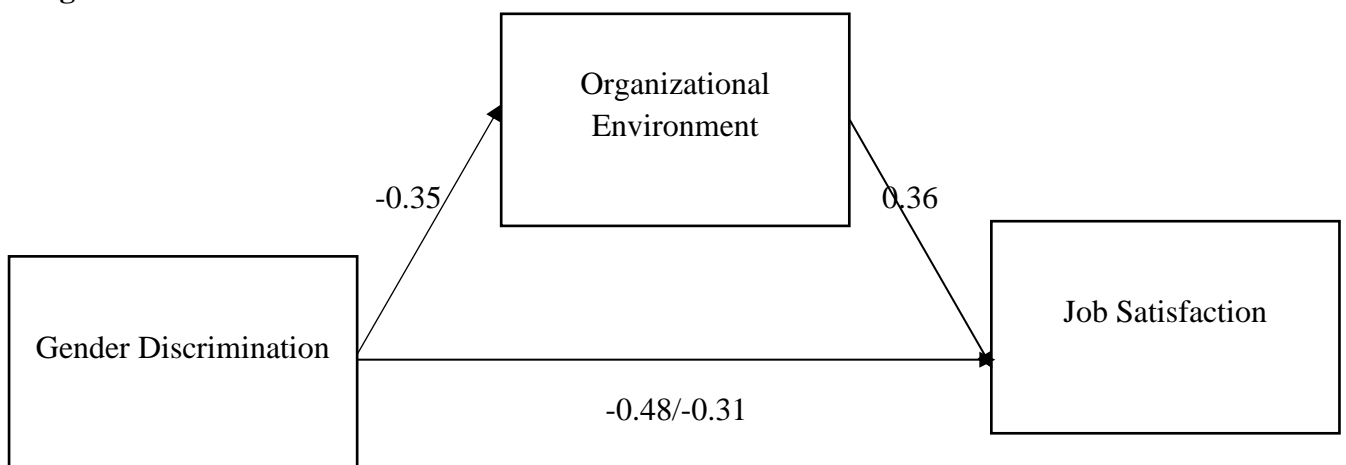 Organizational
Environment
-0.35
0.36
Job Satisfaction
Gender Discrimination
-0.48/-0.31